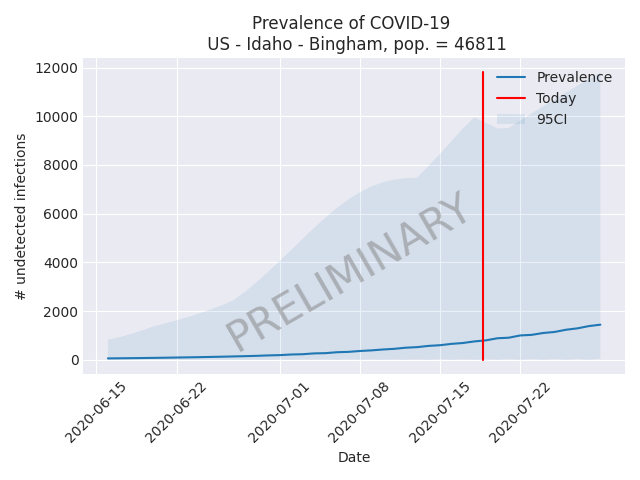 Prevalence of COVID-19
US - Idaho - Bingham, pop. = 46811
12000
10000
8000
6000
4000
2000
0
# undetected infections
Prevalence
Today
95CI
PRELIMINARY
2020-06-15
2020-06-22
2020-07-01
2020-07-08
2020-07-15
2020-07-22
Date